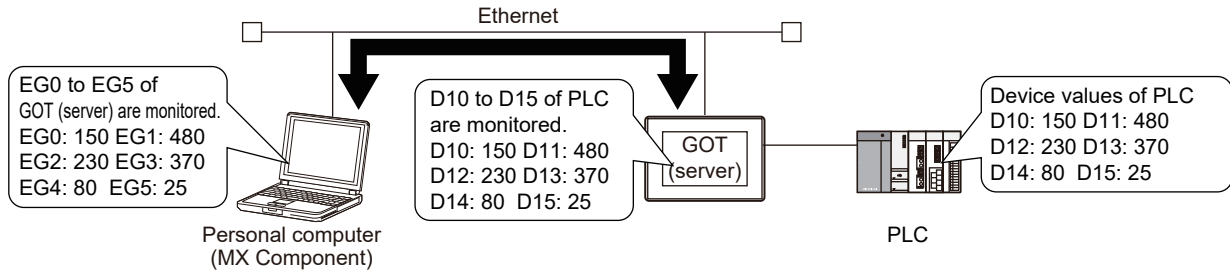 Ethernet
EG0 to EG5 of
GOT (server) are monitored.
EG0: 150 EG1: 480
EG2: 230 EG3: 370
EG4: 80 EG5: 25
Personal computer
(MX Component)
D10 to D15 of PLC
are monitored.
D10: 150 D11: 480
D12: 230 D13: 370
D14: 80 D15: 25
GOT
(server)
Device values of PLC
D10: 150 D11: 480
D12: 230 D13: 370
D14: 80 D15: 25
PLC